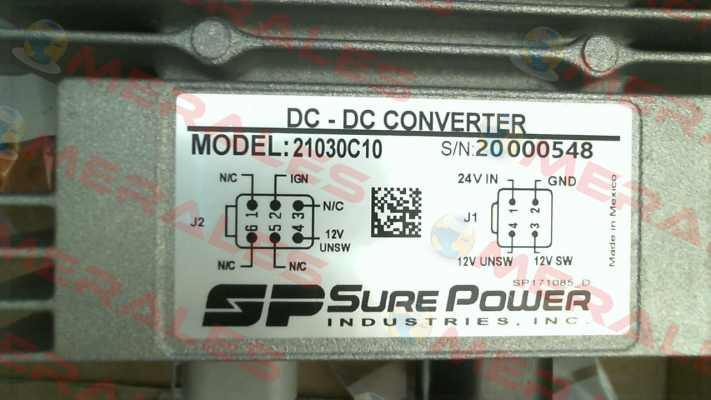 DC - DC CONVERTER
MODEL: 21030C10 S/N: 20000548
N/C IGN
24V IN GND
J2 1 2 3 N/C
J1 1 2
6 5 4 12V UNSW
4 3
N/C N/C
12V UNSW 12V SW
Made in Mexico
SP171085_D
SP SURE POWER
INDUSTRIES, INC.
OMERALES